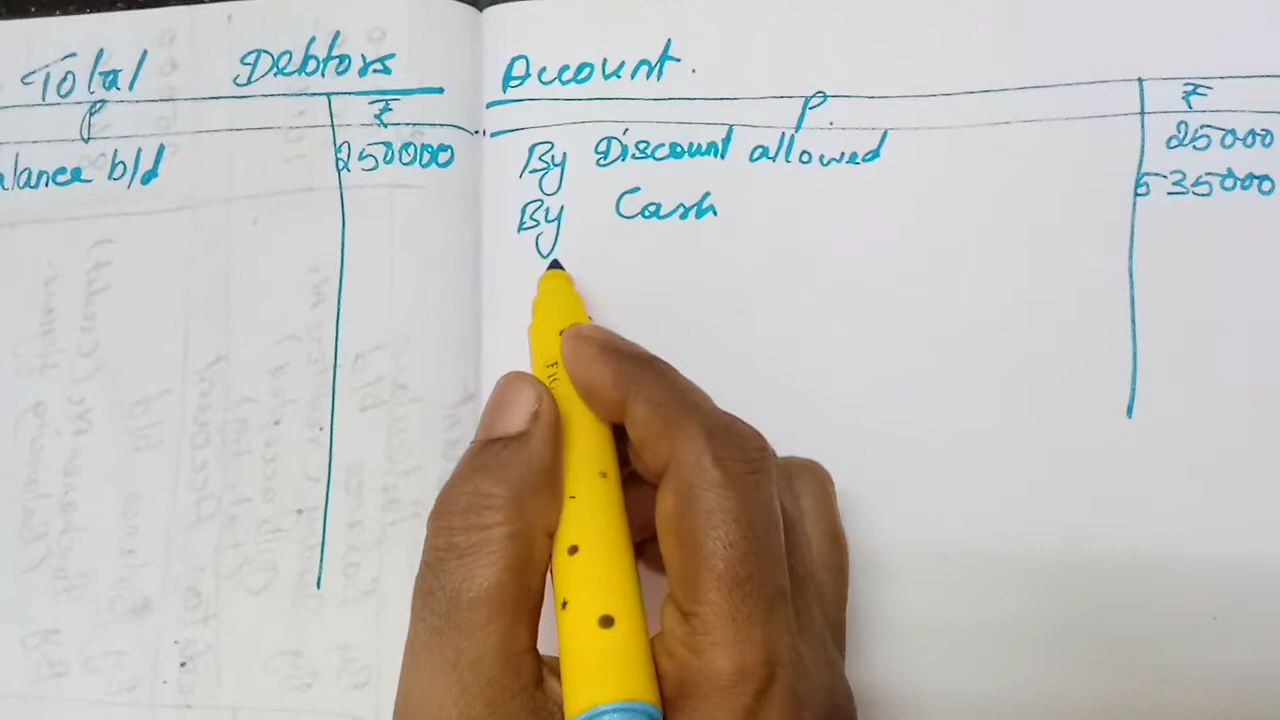 Total Debtors Account.
P ₹ P. ₹
alance b/d 250000 By Discount allowed 25000
By Cash 535000